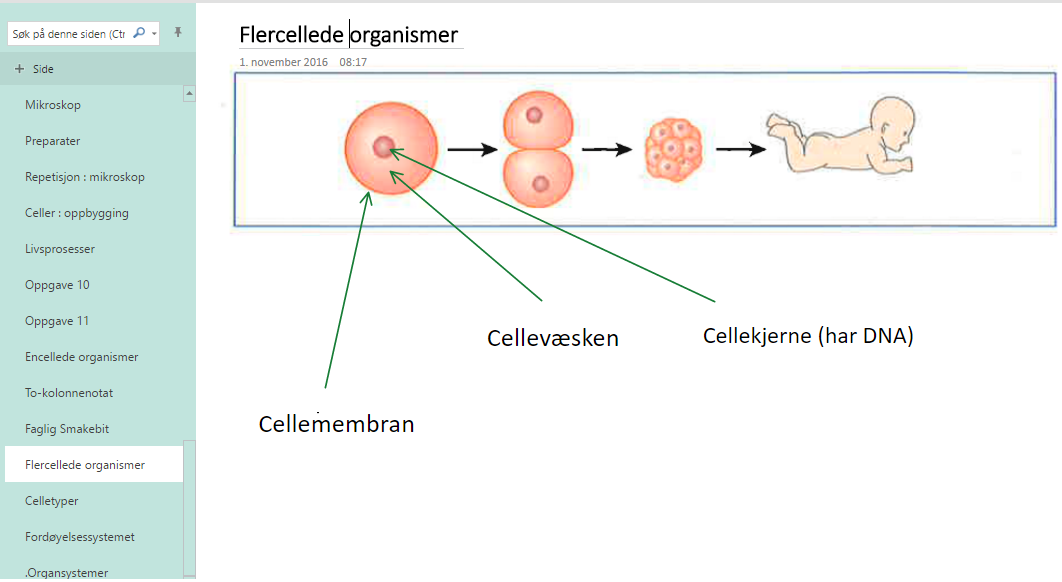 Søk på denne siden (Ctr
Side
Mikroskop
Preparater
Repetisjon : mikroskop
Celler : oppbygging
Livsprosesser
Oppgave 10
Oppgave 11
Encellede organismer
To-kolonnenotat
Faglig Smakebit
Flercellede organismer
Celletyper
Fordøyelsessystemet
.Organsystemer
Flercellede organismer
1. november 2016 08:17
Cellevæsken
Cellekjerne (har DNA)
Cellemembran